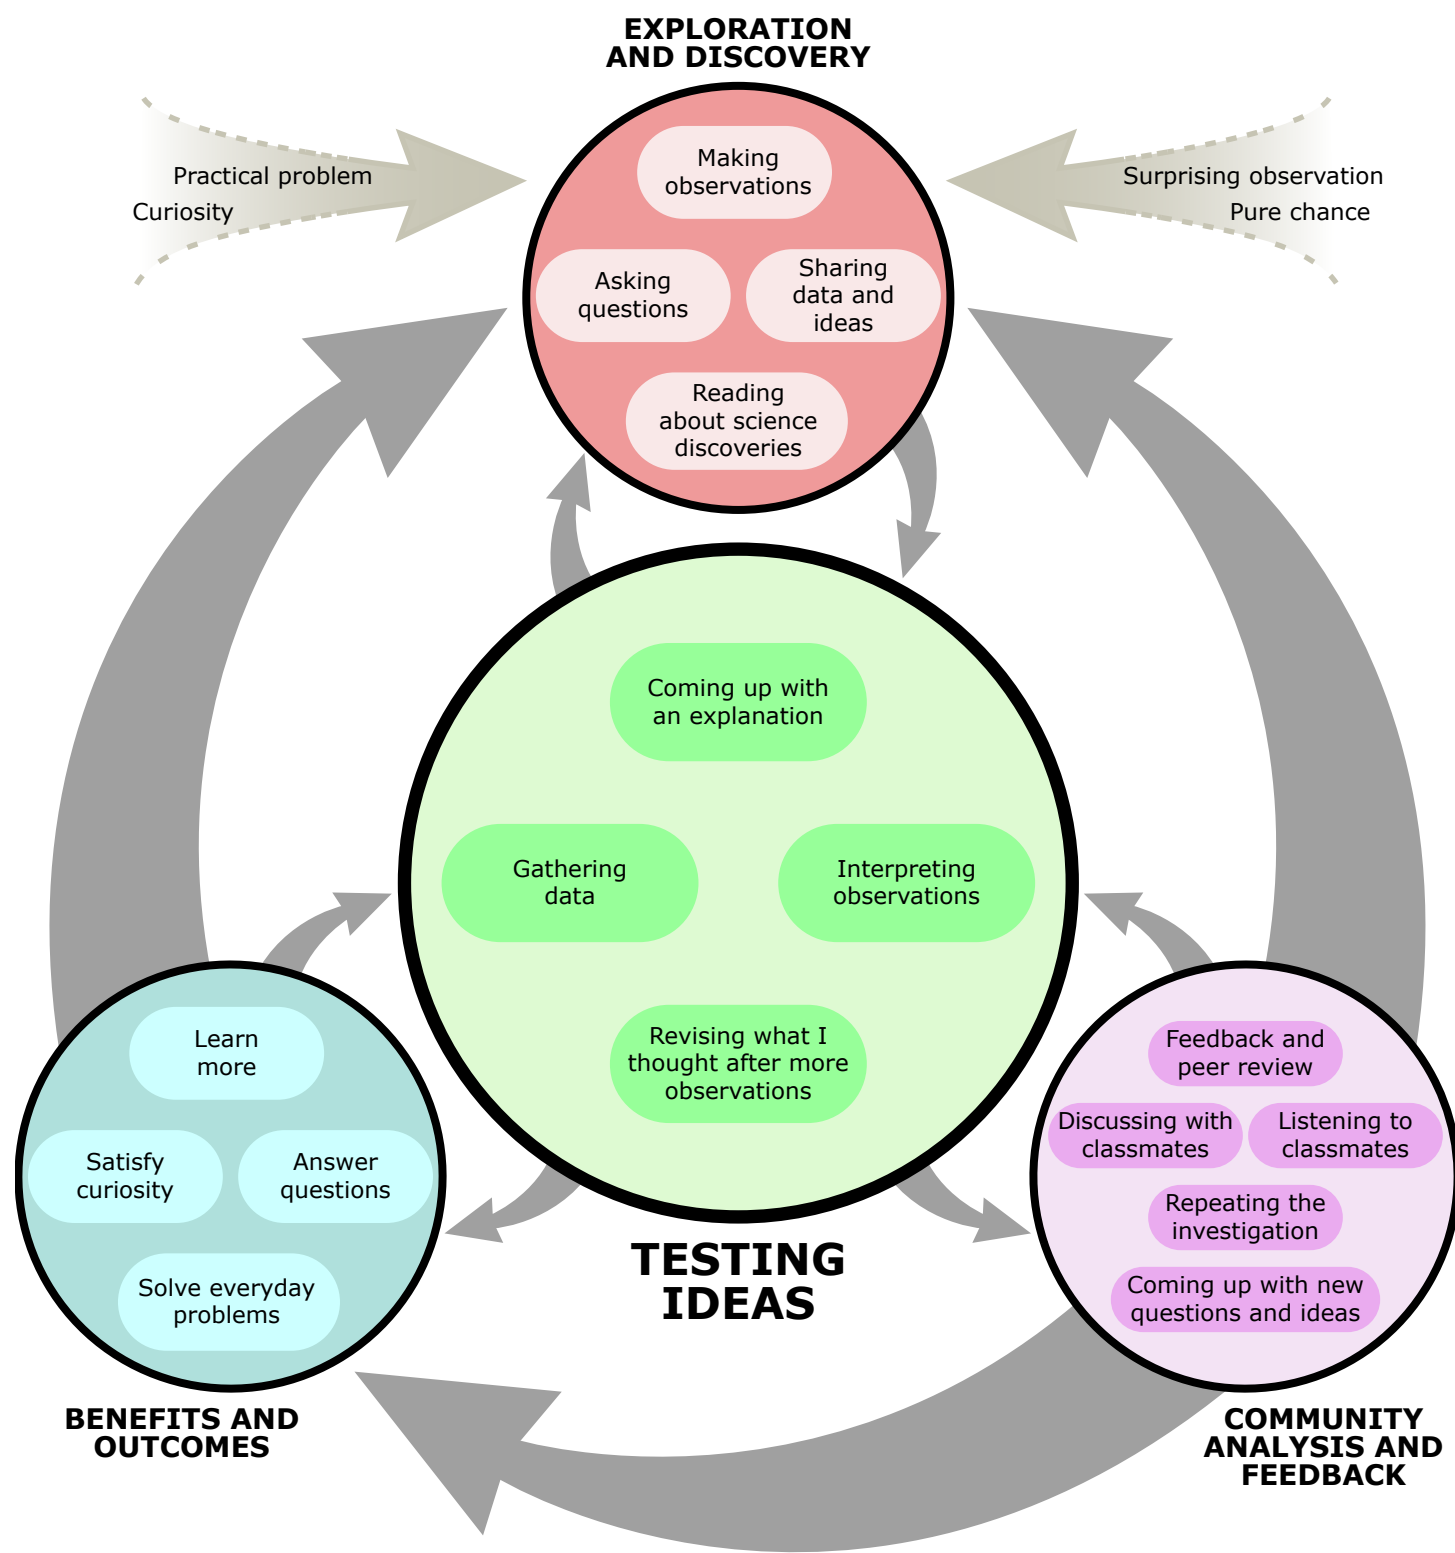 EXPLORATION
AND DISCOVERY
Practical problem
Curiosity
Surprising observation
Pure chance
Making
observations
Asking
questions
Sharing
data and
ideas
Reading
about science
discoveries
Coming up with
an explanation
Gathering
data
Interpreting
observations
Revising what I
thought after more
observations
TESTING
IDEAS
Learn
more
Satisfy
curiosity
Answer
questions
Solve everyday
problems
BENEFITS AND
OUTCOMES
Feedback and
peer review
Discussing with
classmates
Listening to
classmates
Repeating the
investigation
Coming up with new
questions and ideas
COMMUNITY
ANALYSIS AND
FEEDBACK